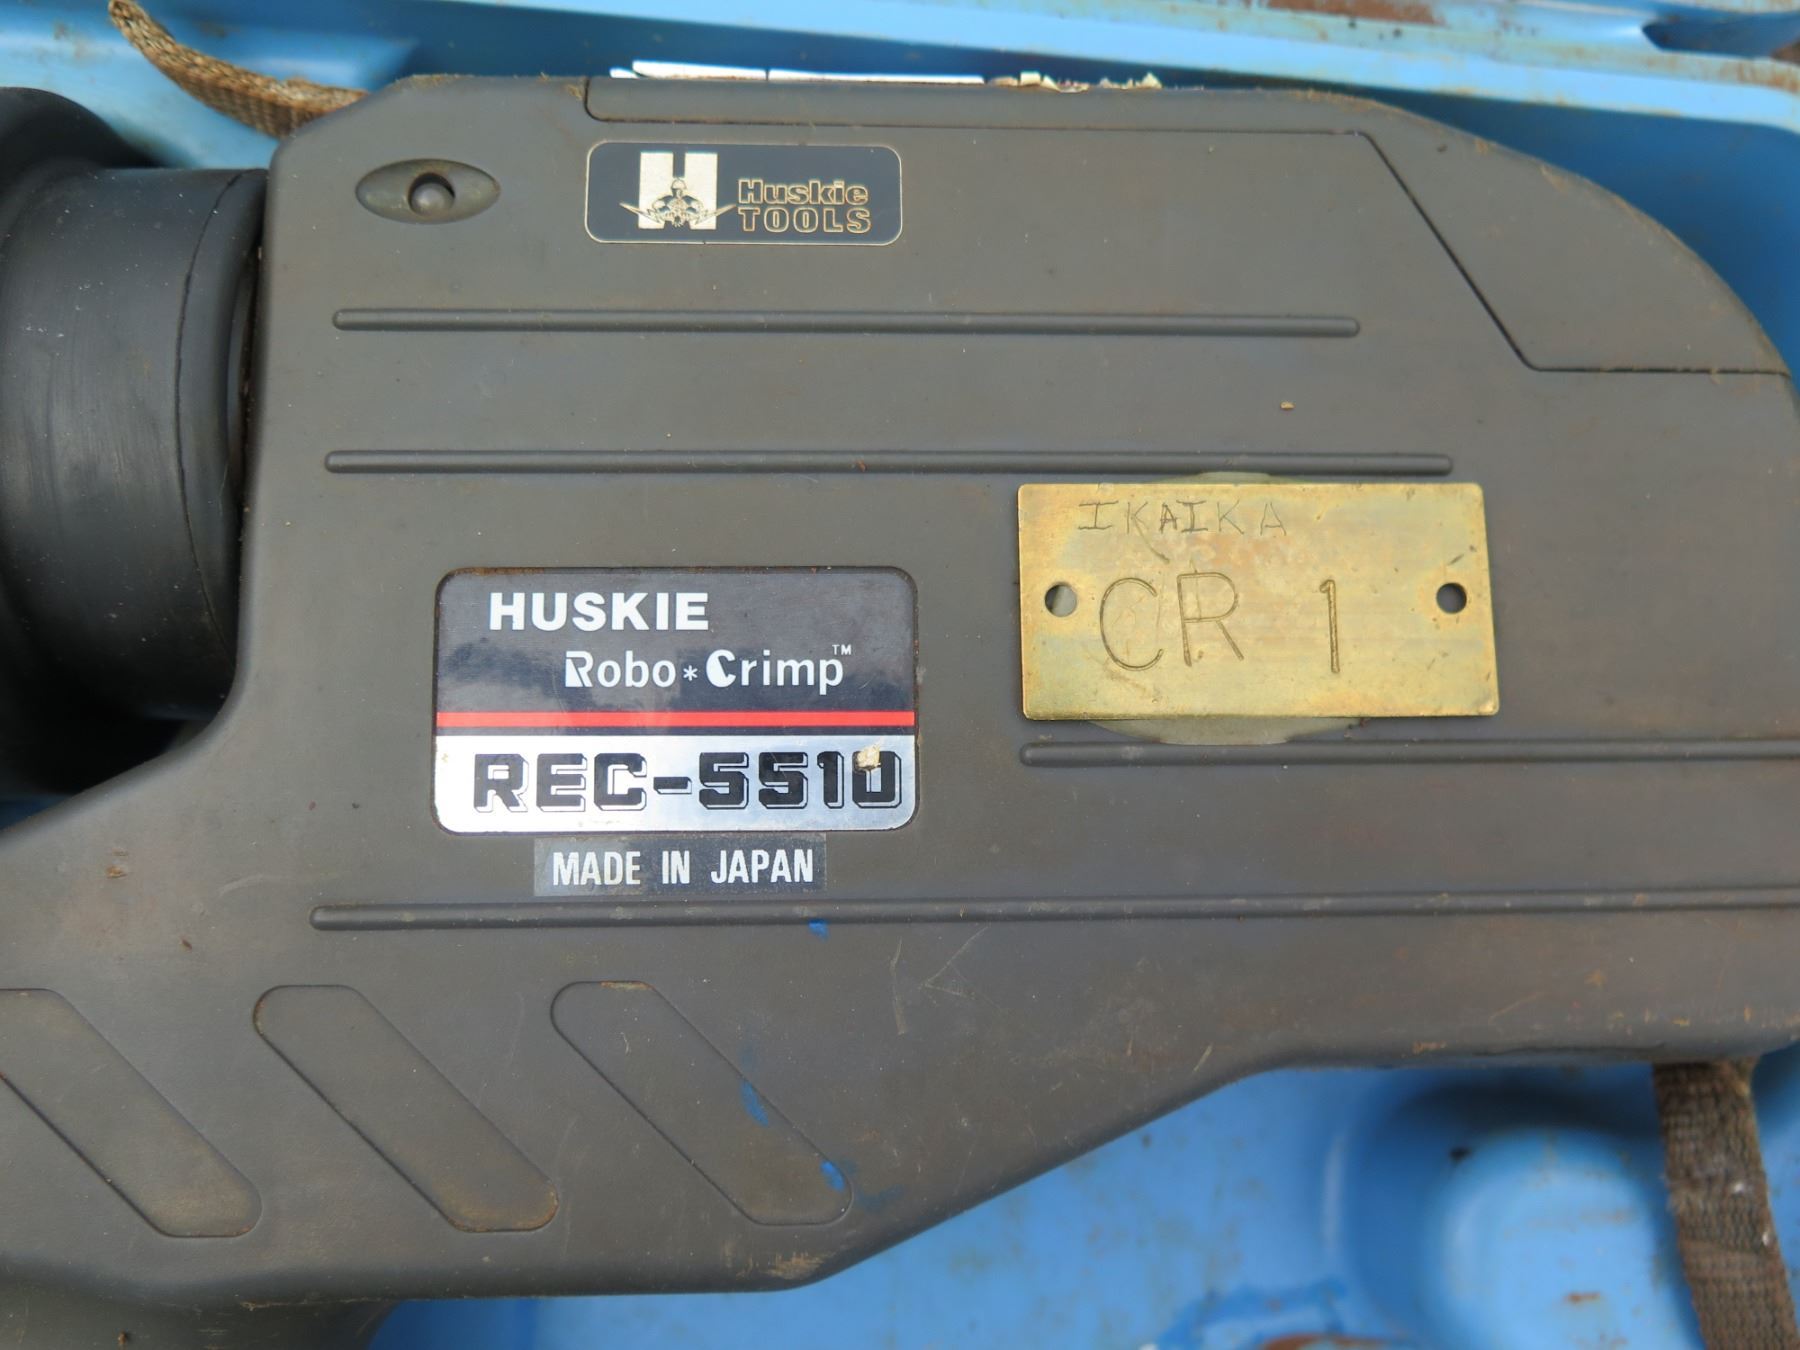 H Huskie
TOOLS
IKAIKA
CR 1
HUSKIE
Robo*Crimp™
REC-5510
MADE IN JAPAN